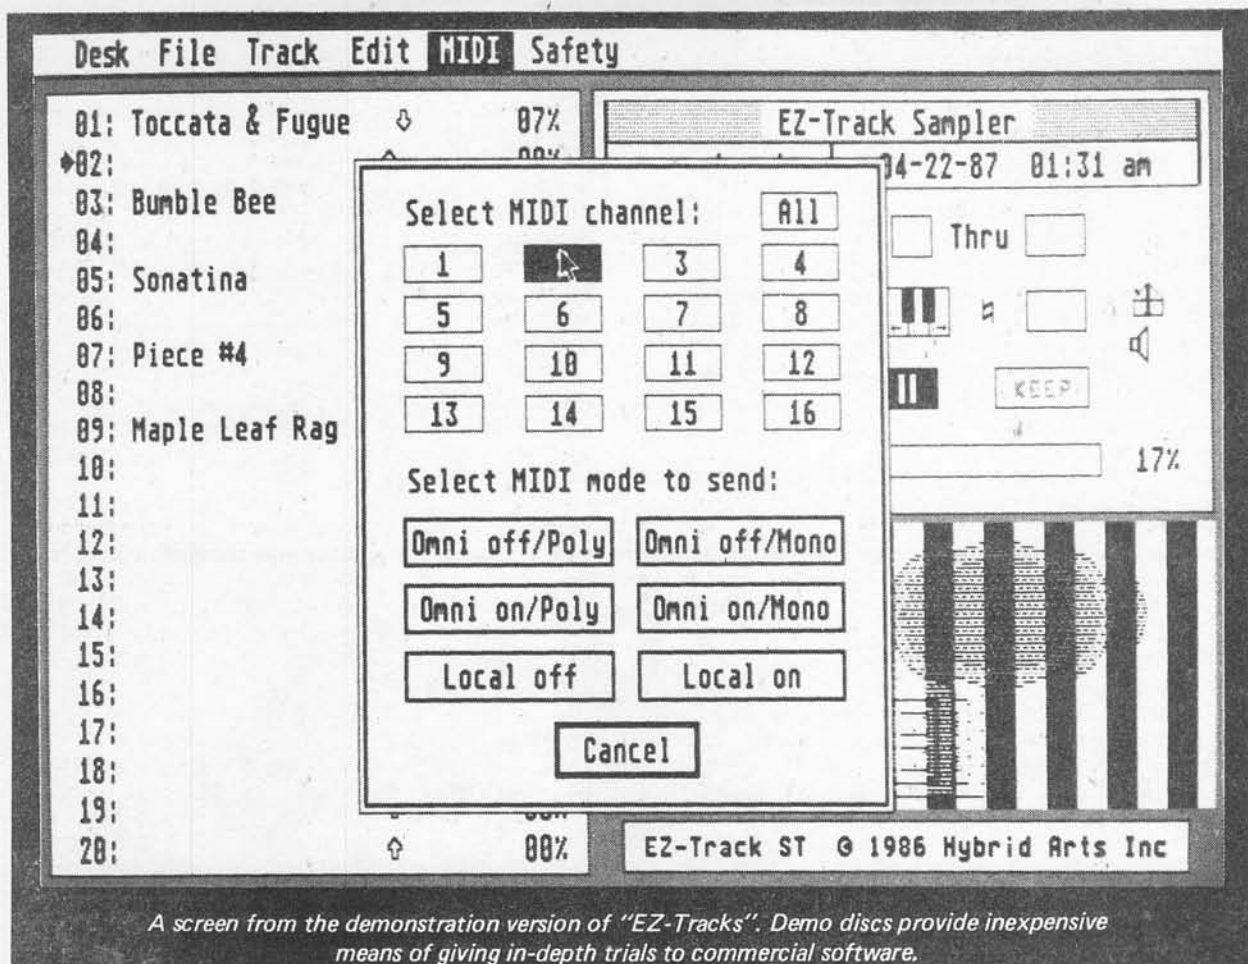 Desk File Track Edit MIDI Safety
01: Toccata & Fugue 07%
02:
03: Bumble Bee
04:
05: Sonatina
06:
07: Piece #4
08:
09: Maple Leaf Rag
10:
11:
12:
13:
14:
15:
16:
17:
18:
19:
20: 00%
EZ-Track Sampler
04-22-87 01:31 am
Thru
KEEP
17%
Select MIDI channel: All
1 3 4
5 6 7 8
9 10 11 12
13 14 15 16
Select MIDI mode to send:
Omni off/Poly Omni off/Mono
Omni on/Poly Omni on/Mono
Local off Local on
Cancel
EZ-Track ST © 1986 Hybrid Arts Inc
A screen from the demonstration version of "EZ-Tracks". Demo discs provide inexpensive
means of giving in-depth trials to commercial software.